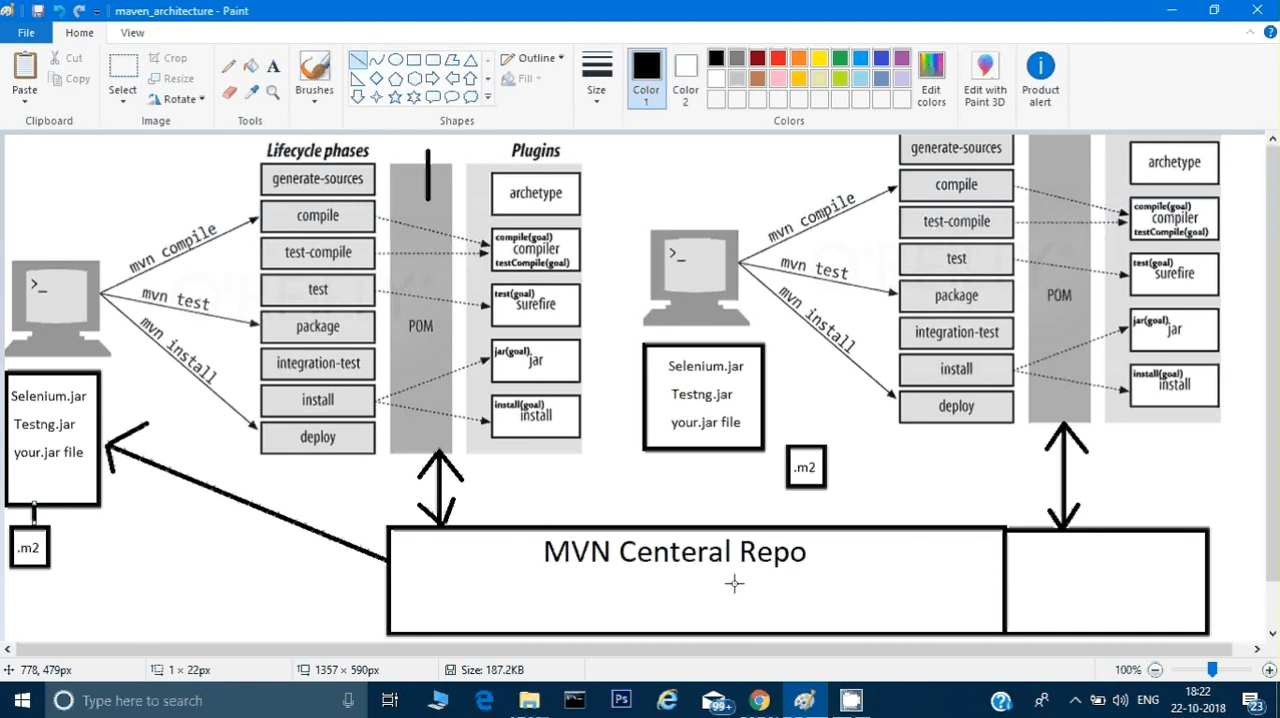 maven_architecture - Paint
File
Home
View
Paste
Cut
Copy
Clipboard
Select
Crop
Resize
Rotate
Image
A
Tools
Brushes
Outline
Fill
Shapes
Size
Color 1
Color 2
Edit colors
Colors
Edit with Paint 3D
Product alert
Lifecycle phases
Plugins
generate-sources
compile
test-compile
test
package
integration-test
install
deploy
POM
archetype
compile(goal)
compiler
testCompile(goal)
test(goal)
surefire
jar(goal)
jar
install(goal)
install
>_
mvn compile
mvn test
mvn install
Selenium.jar
Testng.jar
your.jar file
.m2
generate-sources
compile
test-compile
test
package
integration-test
install
deploy
POM
archetype
compile(goal)
compiler
testCompile(goal)
test(goal)
surefire
jar(goal)
jar
install(goal)
install
>_
mvn compile
mvn test
mvn install
Selenium.jar
Testng.jar
your.jar file
.m2
MVN Centeral Repo
778, 479px
1 × 22px
1357 × 590px
Size: 187.2KB
100%
Type here to search
Ps
99+
ENG
18:22
22-10-2018
23